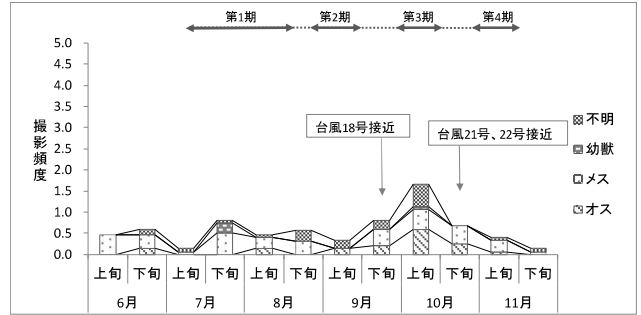 第1期 第2期 第3期 第4期
5.0
4.5
4.0
3.5
3.0
2.5
2.0
1.5
1.0
0.5
0.0
撮影頻度
台風18号接近
台風21号、22号接近
不明
幼獣
メス
オス
上旬 下旬 上旬 下旬 上旬 下旬 上旬 下旬 上旬 下旬 上旬 下旬
6月 7月 8月 9月 10月 11月